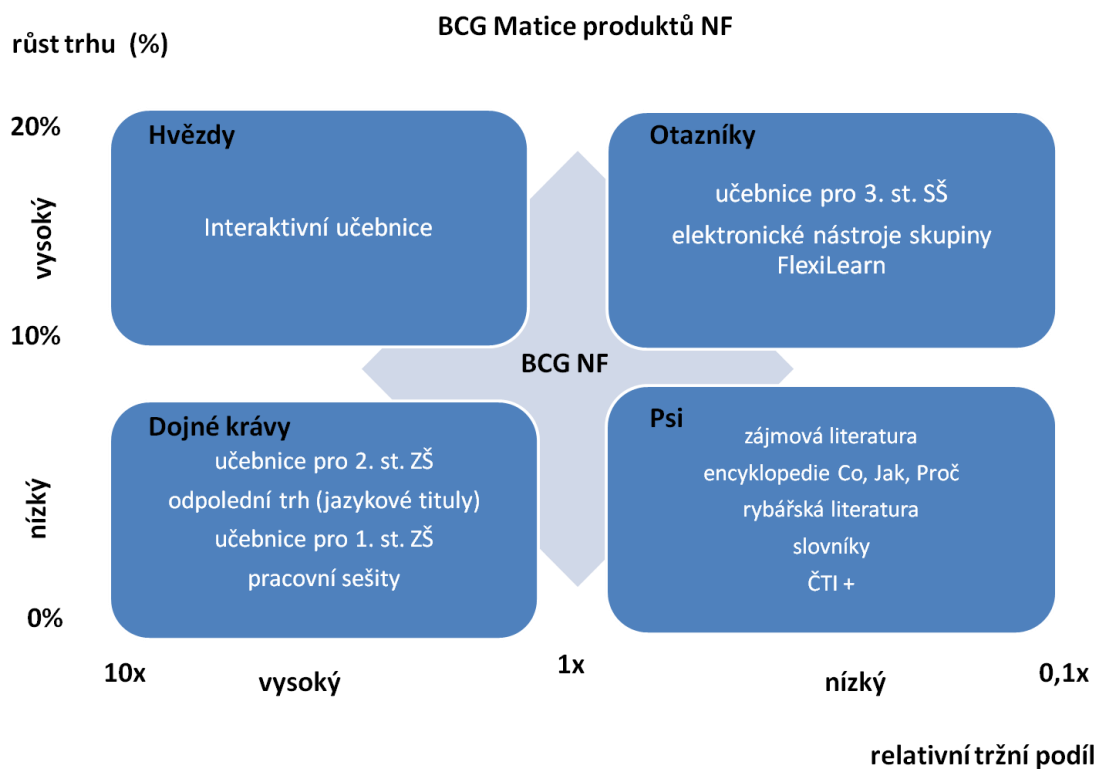 BCG Matice produktů NF
růst trhu  (%)
20%
vysoký
10%
nízký
0%
Hvězdy
Interaktivní učebnice
Otazníky
učebnice pro 3. st. SŠ
elektronické nástroje skupiny
FlexiLearn
BCG NF
Dojné krávy
učebnice pro 2. st. ZŠ
odpolední trh (jazykové tituly)
učebnice pro 1. st. ZŠ
pracovní sešity
Psi
zájmová literatura
encyklopedie Co, Jak, Proč
rybářská literatura
slovníky
ČTI +
10x
vysoký
1x
nízký
0,1x
relativní tržní podíl